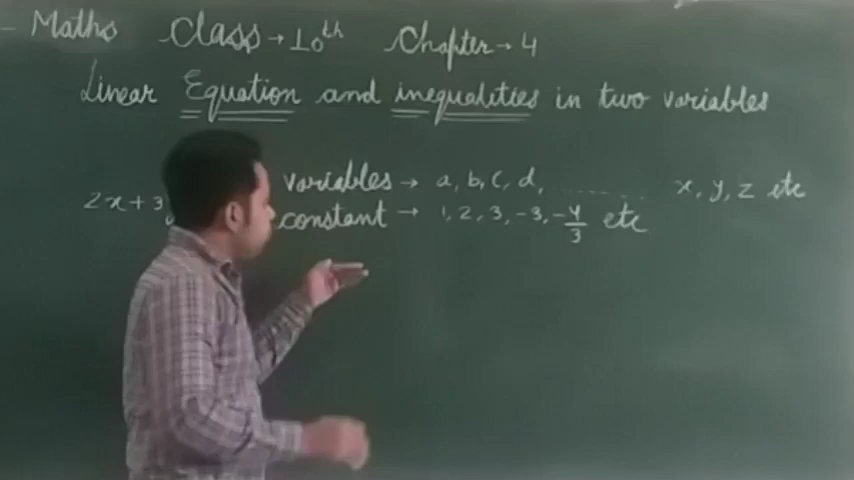 - Maths Class → 10th Chapter → 4
Linear Equation and inequalities in two variables
variables → a, b, c, d, ........... x, y, z etc
2x + 3y
constant → 1, 2, 3, -3, -4/3 etc